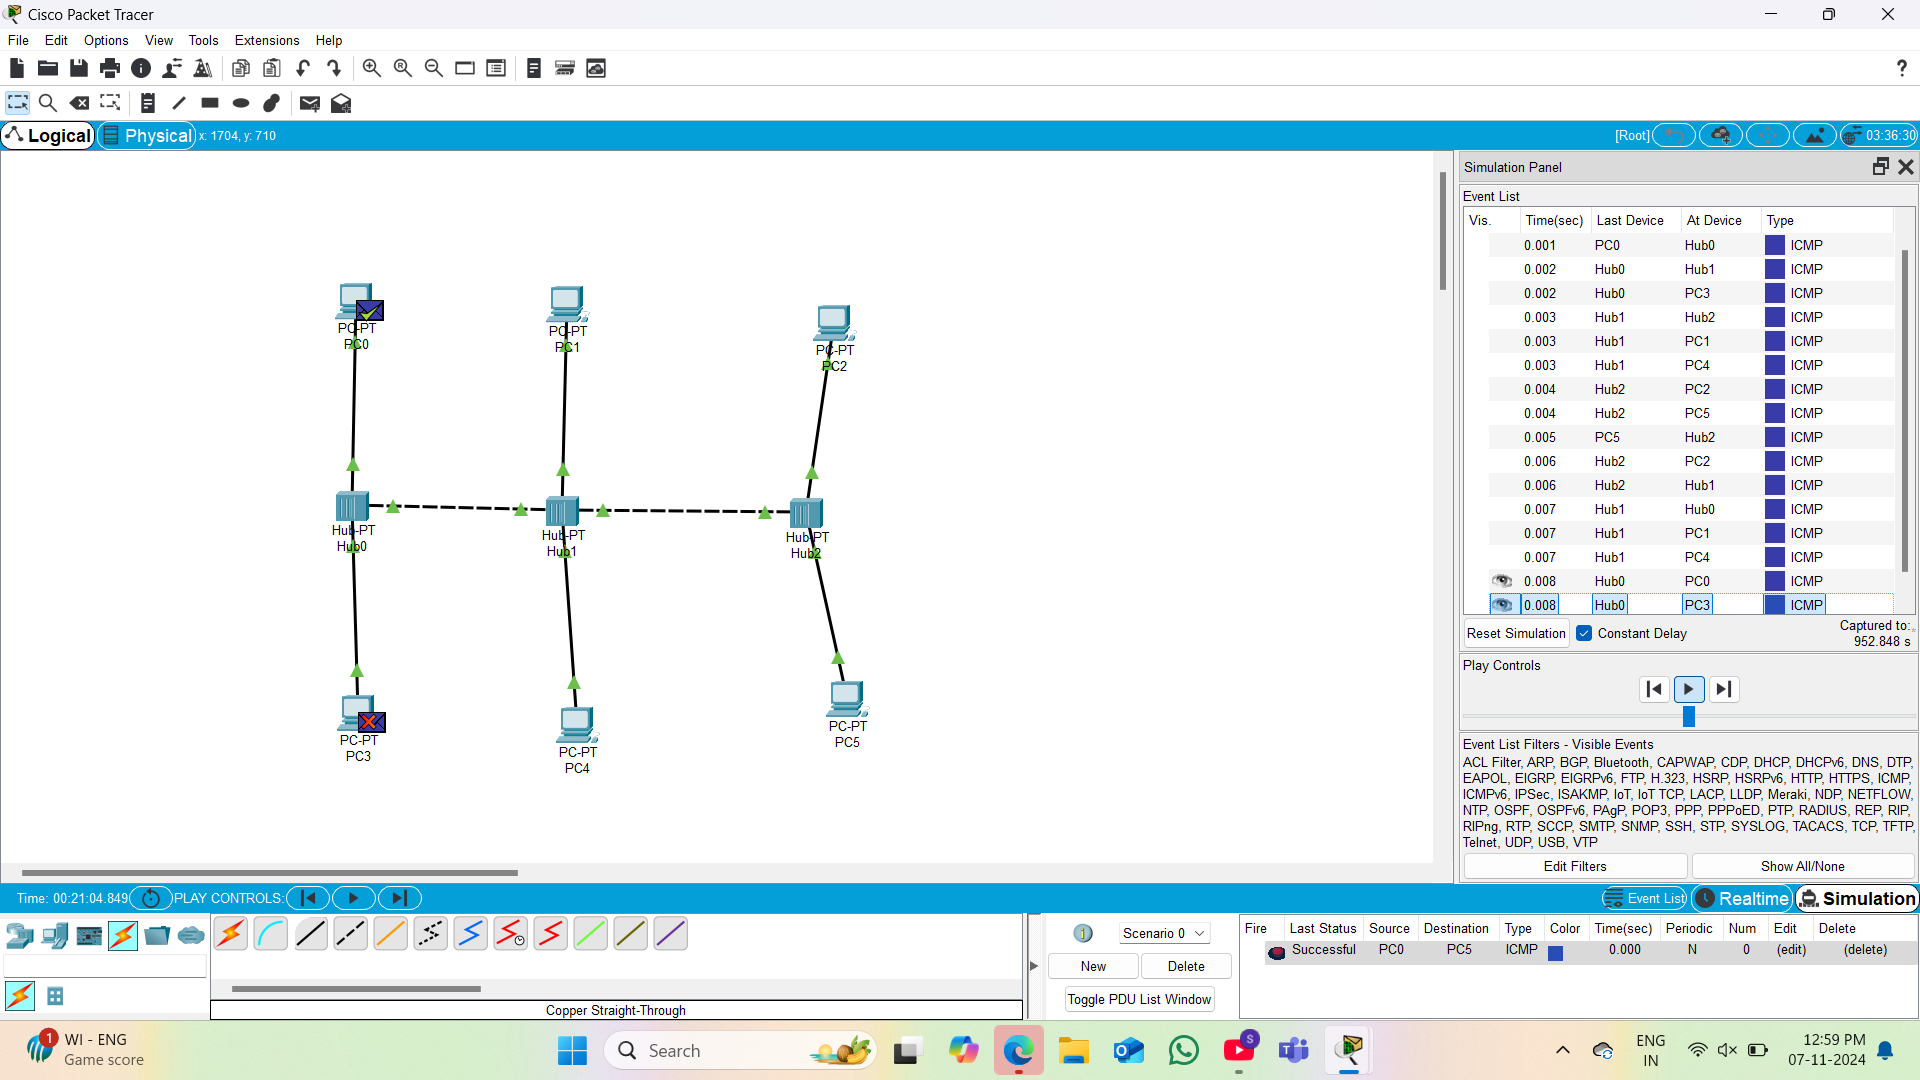 Cisco Packet Tracer
File Edit Options View Tools Extensions Help
?
Logical Physical x: 1704, y: 710 [Root] 03:36:30
PC-PT
PC0
PC-PT
PC1
PC-PT
PC2
Hub-PT
Hub0
Hub-PT
Hub1
Hub-PT
Hub2
PC-PT
PC3
PC-PT
PC4
PC-PT
PC5
Simulation Panel
Event List
Vis. Time(sec) Last Device At Device Type
0.001 PC0 Hub0 ICMP
0.002 Hub0 Hub1 ICMP
0.002 Hub0 PC3 ICMP
0.003 Hub1 Hub2 ICMP
0.003 Hub1 PC1 ICMP
0.003 Hub1 PC4 ICMP
0.004 Hub2 PC2 ICMP
0.004 Hub2 PC5 ICMP
0.005 PC5 Hub2 ICMP
0.006 Hub2 PC2 ICMP
0.006 Hub2 Hub1 ICMP
0.007 Hub1 Hub0 ICMP
0.007 Hub1 PC1 ICMP
0.007 Hub1 PC4 ICMP
0.008 Hub0 PC0 ICMP
0.008 Hub0 PC3 ICMP
Reset Simulation Constant Delay Captured to:
952.848 s
Play Controls
Event List Filters - Visible Events
ACL Filter, ARP, BGP, Bluetooth, CAPWAP, CDP, DHCP, DHCPv6, DNS, DTP,
EAPOL, EIGRP, EIGRPv6, FTP, H.323, HSRP, HSRPv6, HTTP, HTTPS, ICMP,
ICMPv6, IPSec, ISAKMP, IoT, IoT TCP, LACP, LLDP, Meraki, NDP, NETFLOW,
NTP, OSPF, OSPFv6, PAgP, POP3, PPP, PPPoED, PTP, RADIUS, REP, RIP,
RIPng, RTP, SCCP, SMTP, SNMP, SSH, STP, SYSLOG, TACACS, TCP, TFTP,
Telnet, UDP, USB, VTP
Edit Filters Show All/None
Time: 00:21:04.849 PLAY CONTROLS: Event List Realtime Simulation
Copper Straight-Through
1 Scenario 0
New Delete
Toggle PDU List Window
Fire Last Status Source Destination Type Color Time(sec) Periodic Num Edit Delete
Successful PC0 PC5 ICMP 0.000 N 0 (edit) (delete)
1 WI - ENG
Game score
Search
S
ENG
IN
12:59 PM
07-11-2024